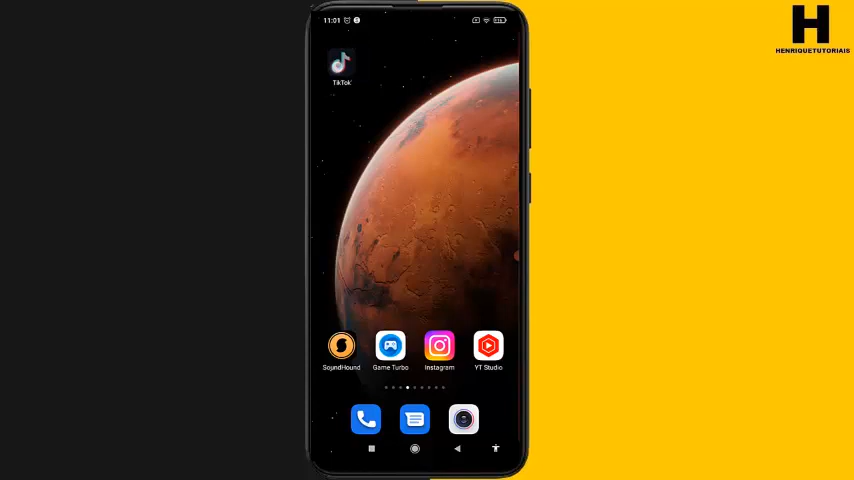 H
HENRIQUETUTORIAIS
11:01
TikTok
SoundHound
Game Turbo
Instagram
YT Studio